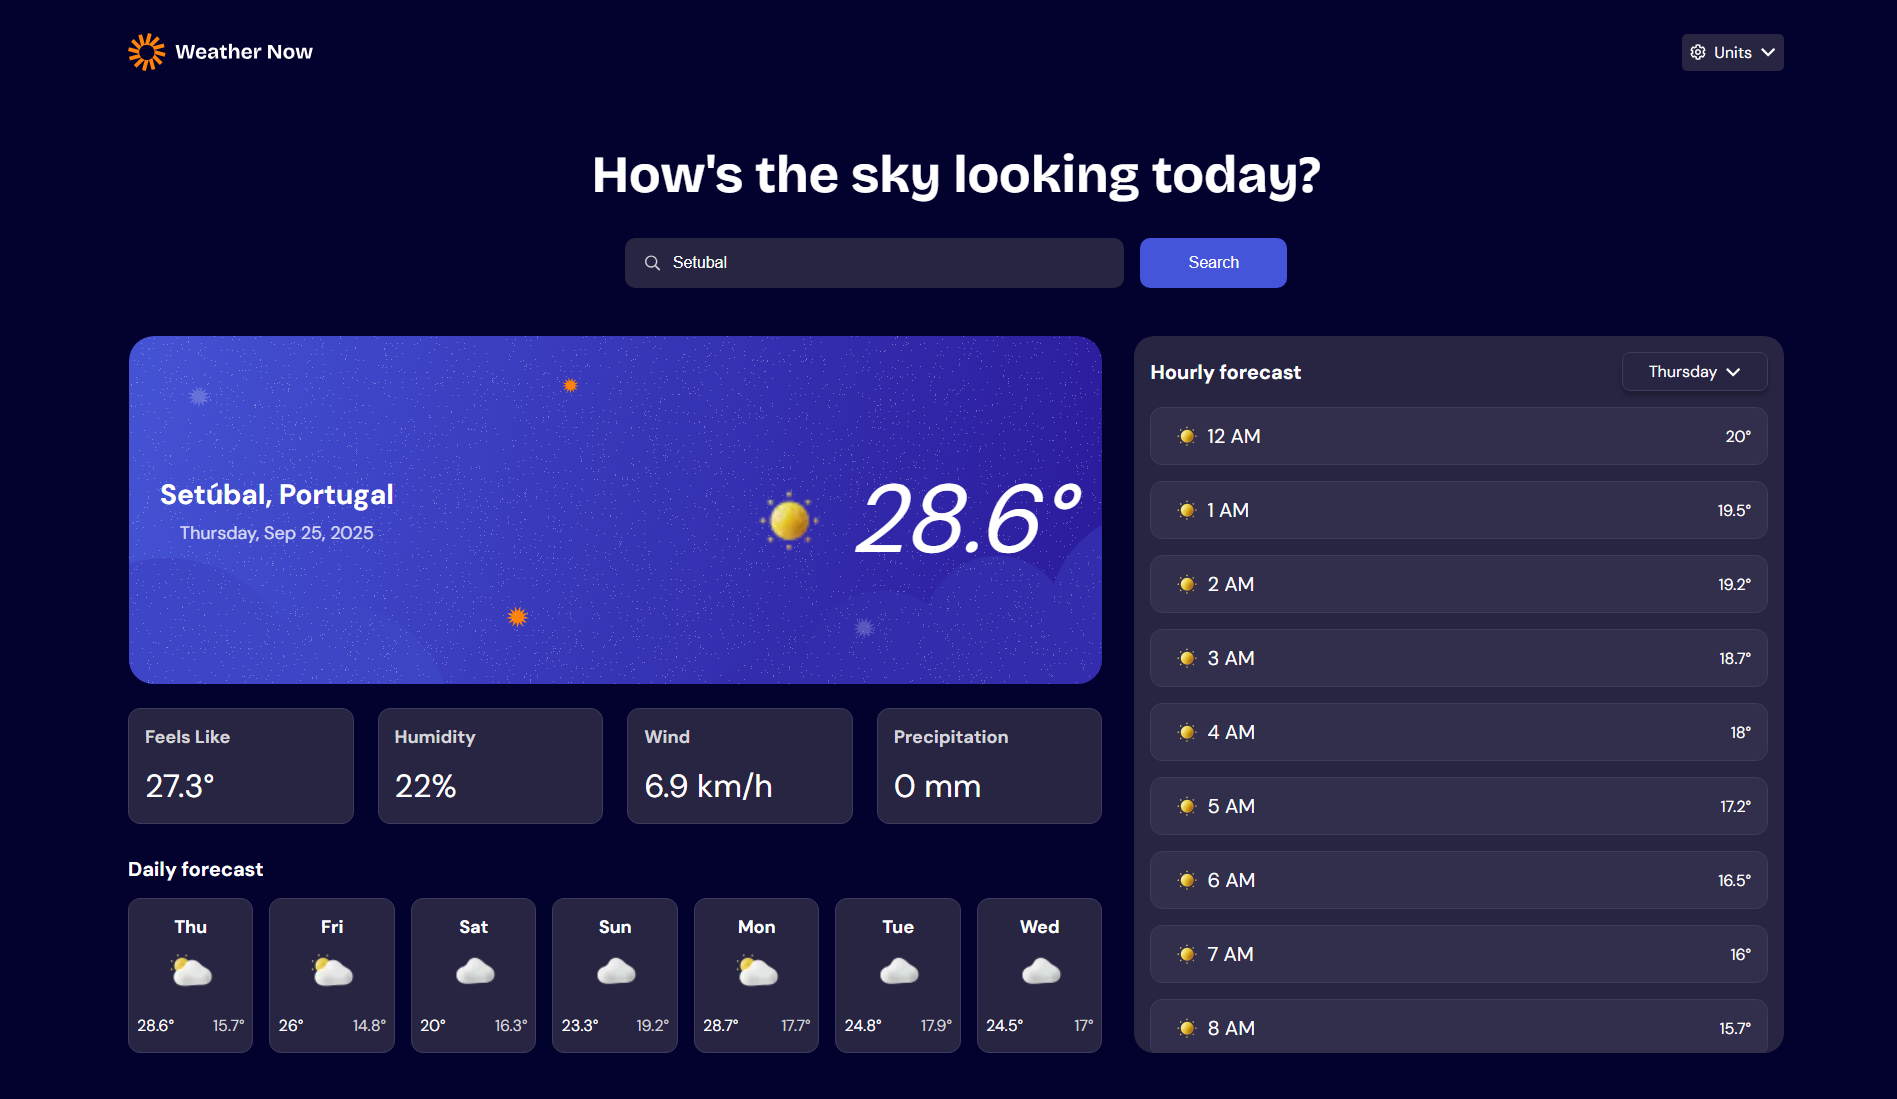 Weather Now
Units
How's the sky looking today?
Setubal
Search
Setúbal, Portugal
Thursday, Sep 25, 2025
28.6°
Feels Like
27.3°
Humidity
22%
Wind
6.9 km/h
Precipitation
0 mm
Daily forecast
Thu
28.6° 15.7°
Fri
26° 14.8°
Sat
20° 16.3°
Sun
23.3° 19.2°
Mon
28.7° 17.7°
Tue
24.8° 17.9°
Wed
24.5° 17°
Hourly forecast
Thursday
12 AM 20°
1 AM 19.5°
2 AM 19.2°
3 AM 18.7°
4 AM 18°
5 AM 17.2°
6 AM 16.5°
7 AM 16°
8 AM 15.7°